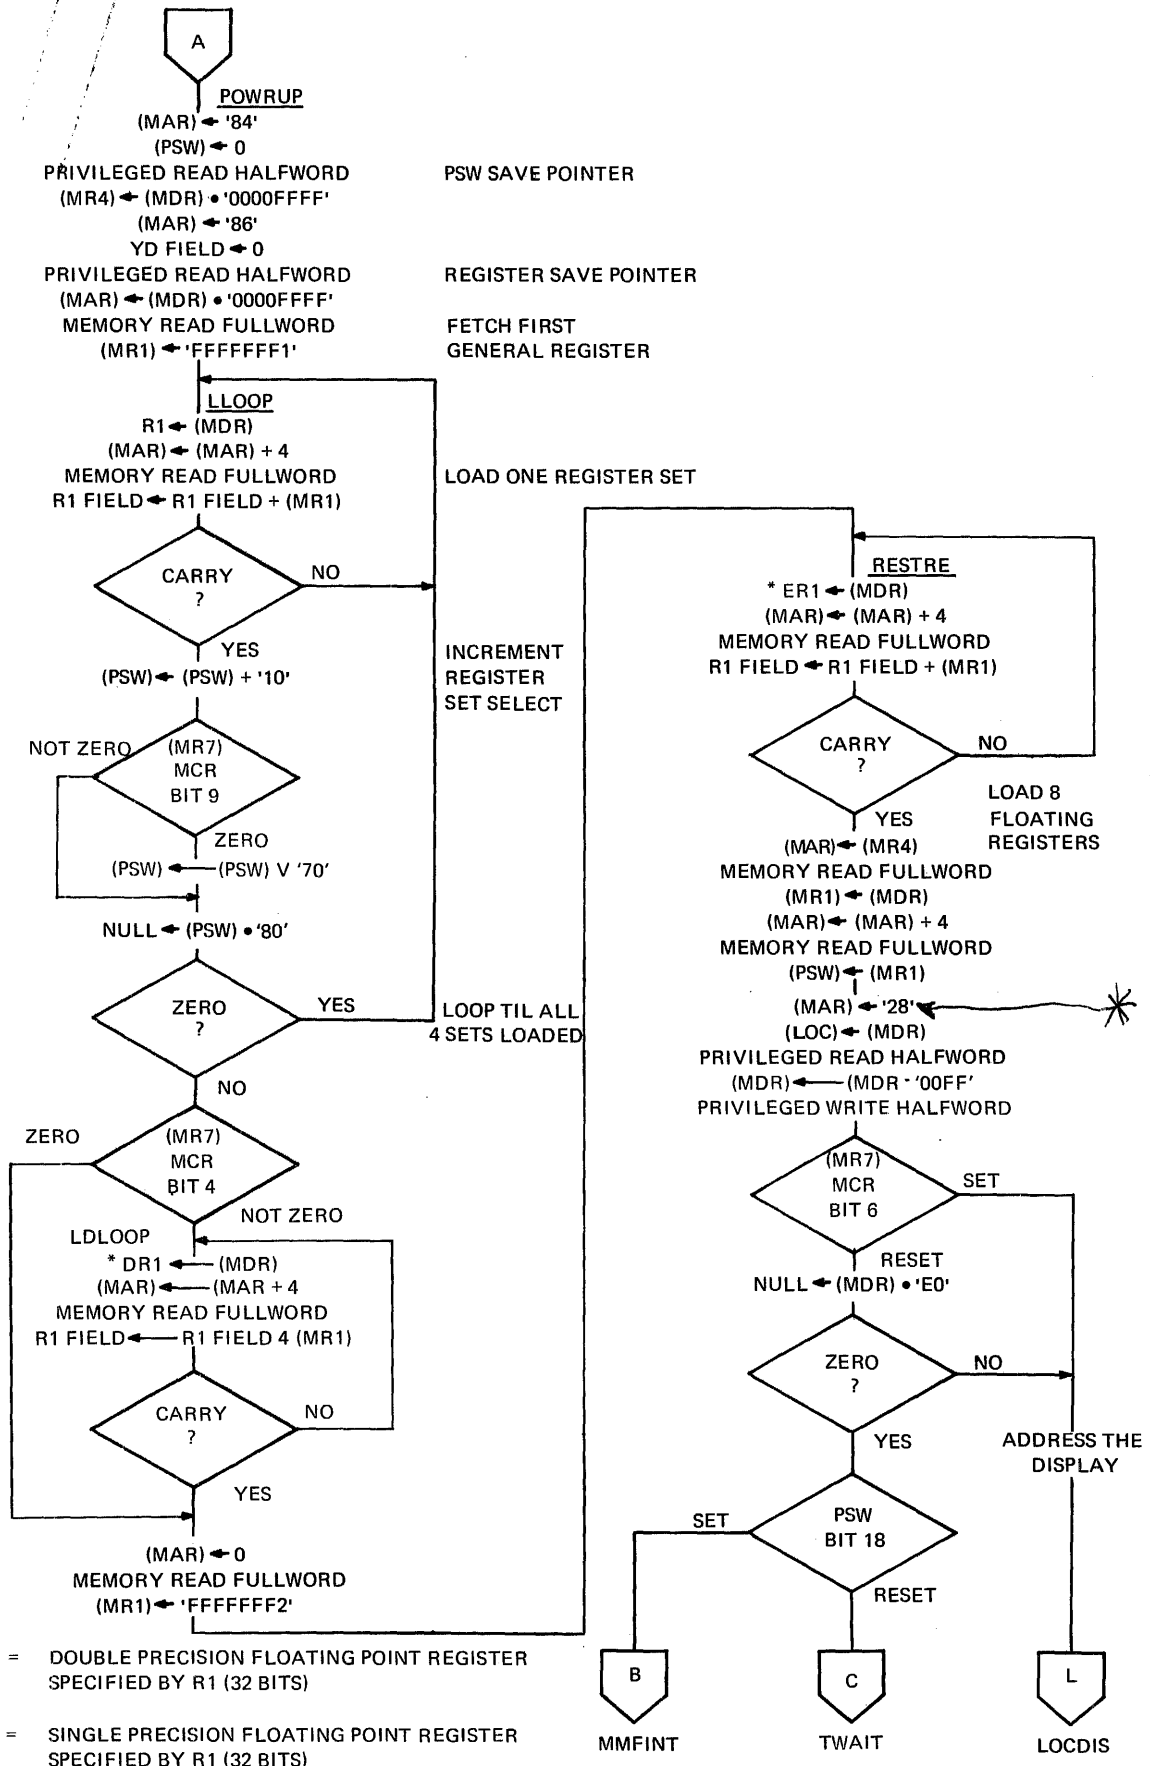 A
POWRUP
(MAR) ← '84'
(PSW) ← 0
PRIVILEGED READ HALFWORD
PSW SAVE POINTER
(MR4) ← (MDR) • '0000FFFF'
(MAR) ← '86'
YD FIELD ← 0
PRIVILEGED READ HALFWORD
REGISTER SAVE POINTER
(MAR) ← (MDR) • '0000FFFF'
MEMORY READ FULLWORD
FETCH FIRST
(MR1) ← 'FFFFFFF1'
GENERAL REGISTER
LLOOP
R1 ← (MDR)
(MAR) ← (MAR) + 4
MEMORY READ FULLWORD
LOAD ONE REGISTER SET
R1 FIELD ← R1 FIELD + (MR1)
CARRY
?
NO
YES
(PSW) ← (PSW) + '10'
INCREMENT
REGISTER
SET SELECT
NOT ZERO
(MR7)
MCR
BIT 9
ZERO
(PSW) ← (PSW) V '70'
NULL ← (PSW) • '80'
ZERO
?
YES
LOOP TIL ALL
4 SETS LOADED
NO
ZERO
(MR7)
MCR
BIT 4
NOT ZERO
LDLOOP
* DR1 ← (MDR)
(MAR) ← (MAR + 4
MEMORY READ FULLWORD
R1 FIELD ← R1 FIELD 4 (MR1)
CARRY
?
NO
YES
(MAR) ← 0
MEMORY READ FULLWORD
(MR1) ← 'FFFFFFF2'
= DOUBLE PRECISION FLOATING POINT REGISTER
SPECIFIED BY R1 (32 BITS)
= SINGLE PRECISION FLOATING POINT REGISTER
SPECIFIED BY R1 (32 BITS)
RESTRE
* ER1 ← (MDR)
(MAR) ← (MAR) + 4
MEMORY READ FULLWORD
R1 FIELD ← R1 FIELD + (MR1)
CARRY
?
NO
LOAD 8
FLOATING
REGISTERS
YES
(MAR) ← (MR4)
MEMORY READ FULLWORD
(MR1) ← (MDR)
(MAR) ← (MAR) + 4
MEMORY READ FULLWORD
(PSW) ← (MR1)
(MAR) ← '28'
(LOC) ← (MDR)
PRIVILEGED READ HALFWORD
(MDR) ← (MDR - '00FF'
PRIVILEGED WRITE HALFWORD
(MR7)
MCR
BIT 6
SET
RESET
NULL ← (MDR) • 'E0'
ZERO
?
NO
YES
ADDRESS THE
DISPLAY
PSW
BIT 18
SET
RESET
B
MMFINT
C
TWAIT
L
LOCDIS